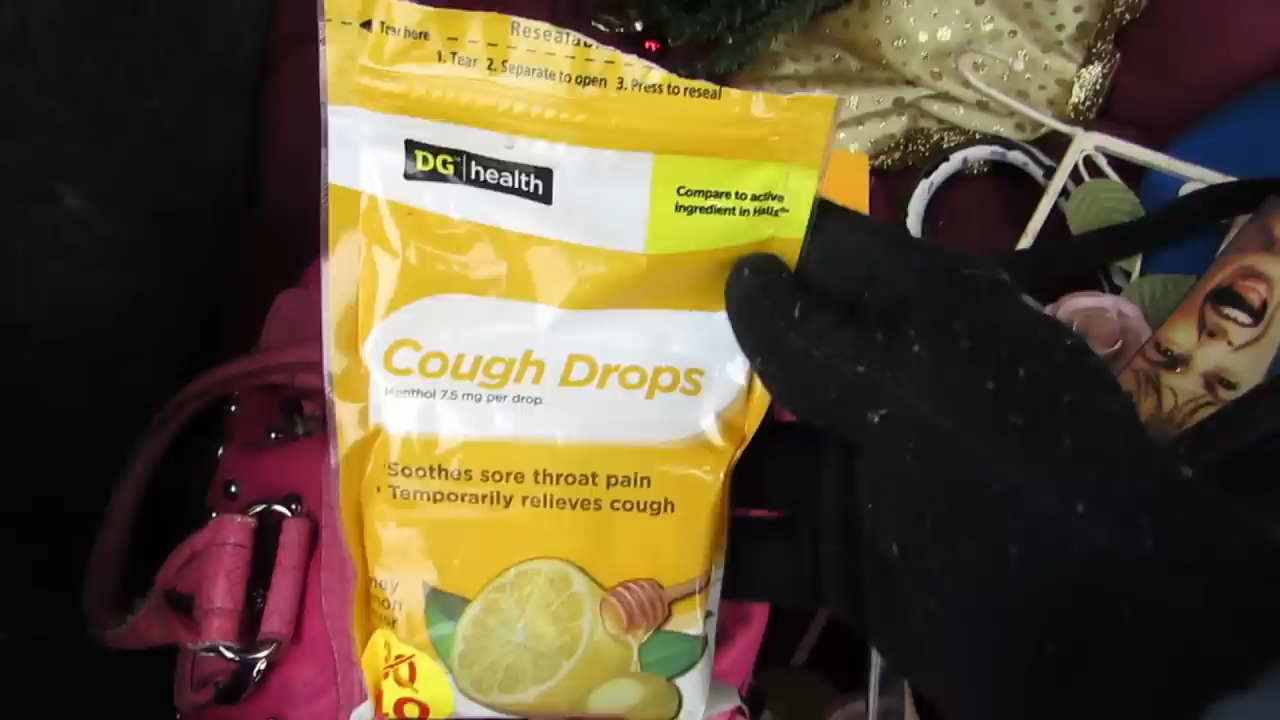 Tear here
1. Tear 2. Separate to open 3. Press to reseal
DG health
Compare to active
ingredient in Halls®*
Cough Drops
Menthol 7.5 mg per drop
Soothes sore throat pain
Temporarily relieves cough